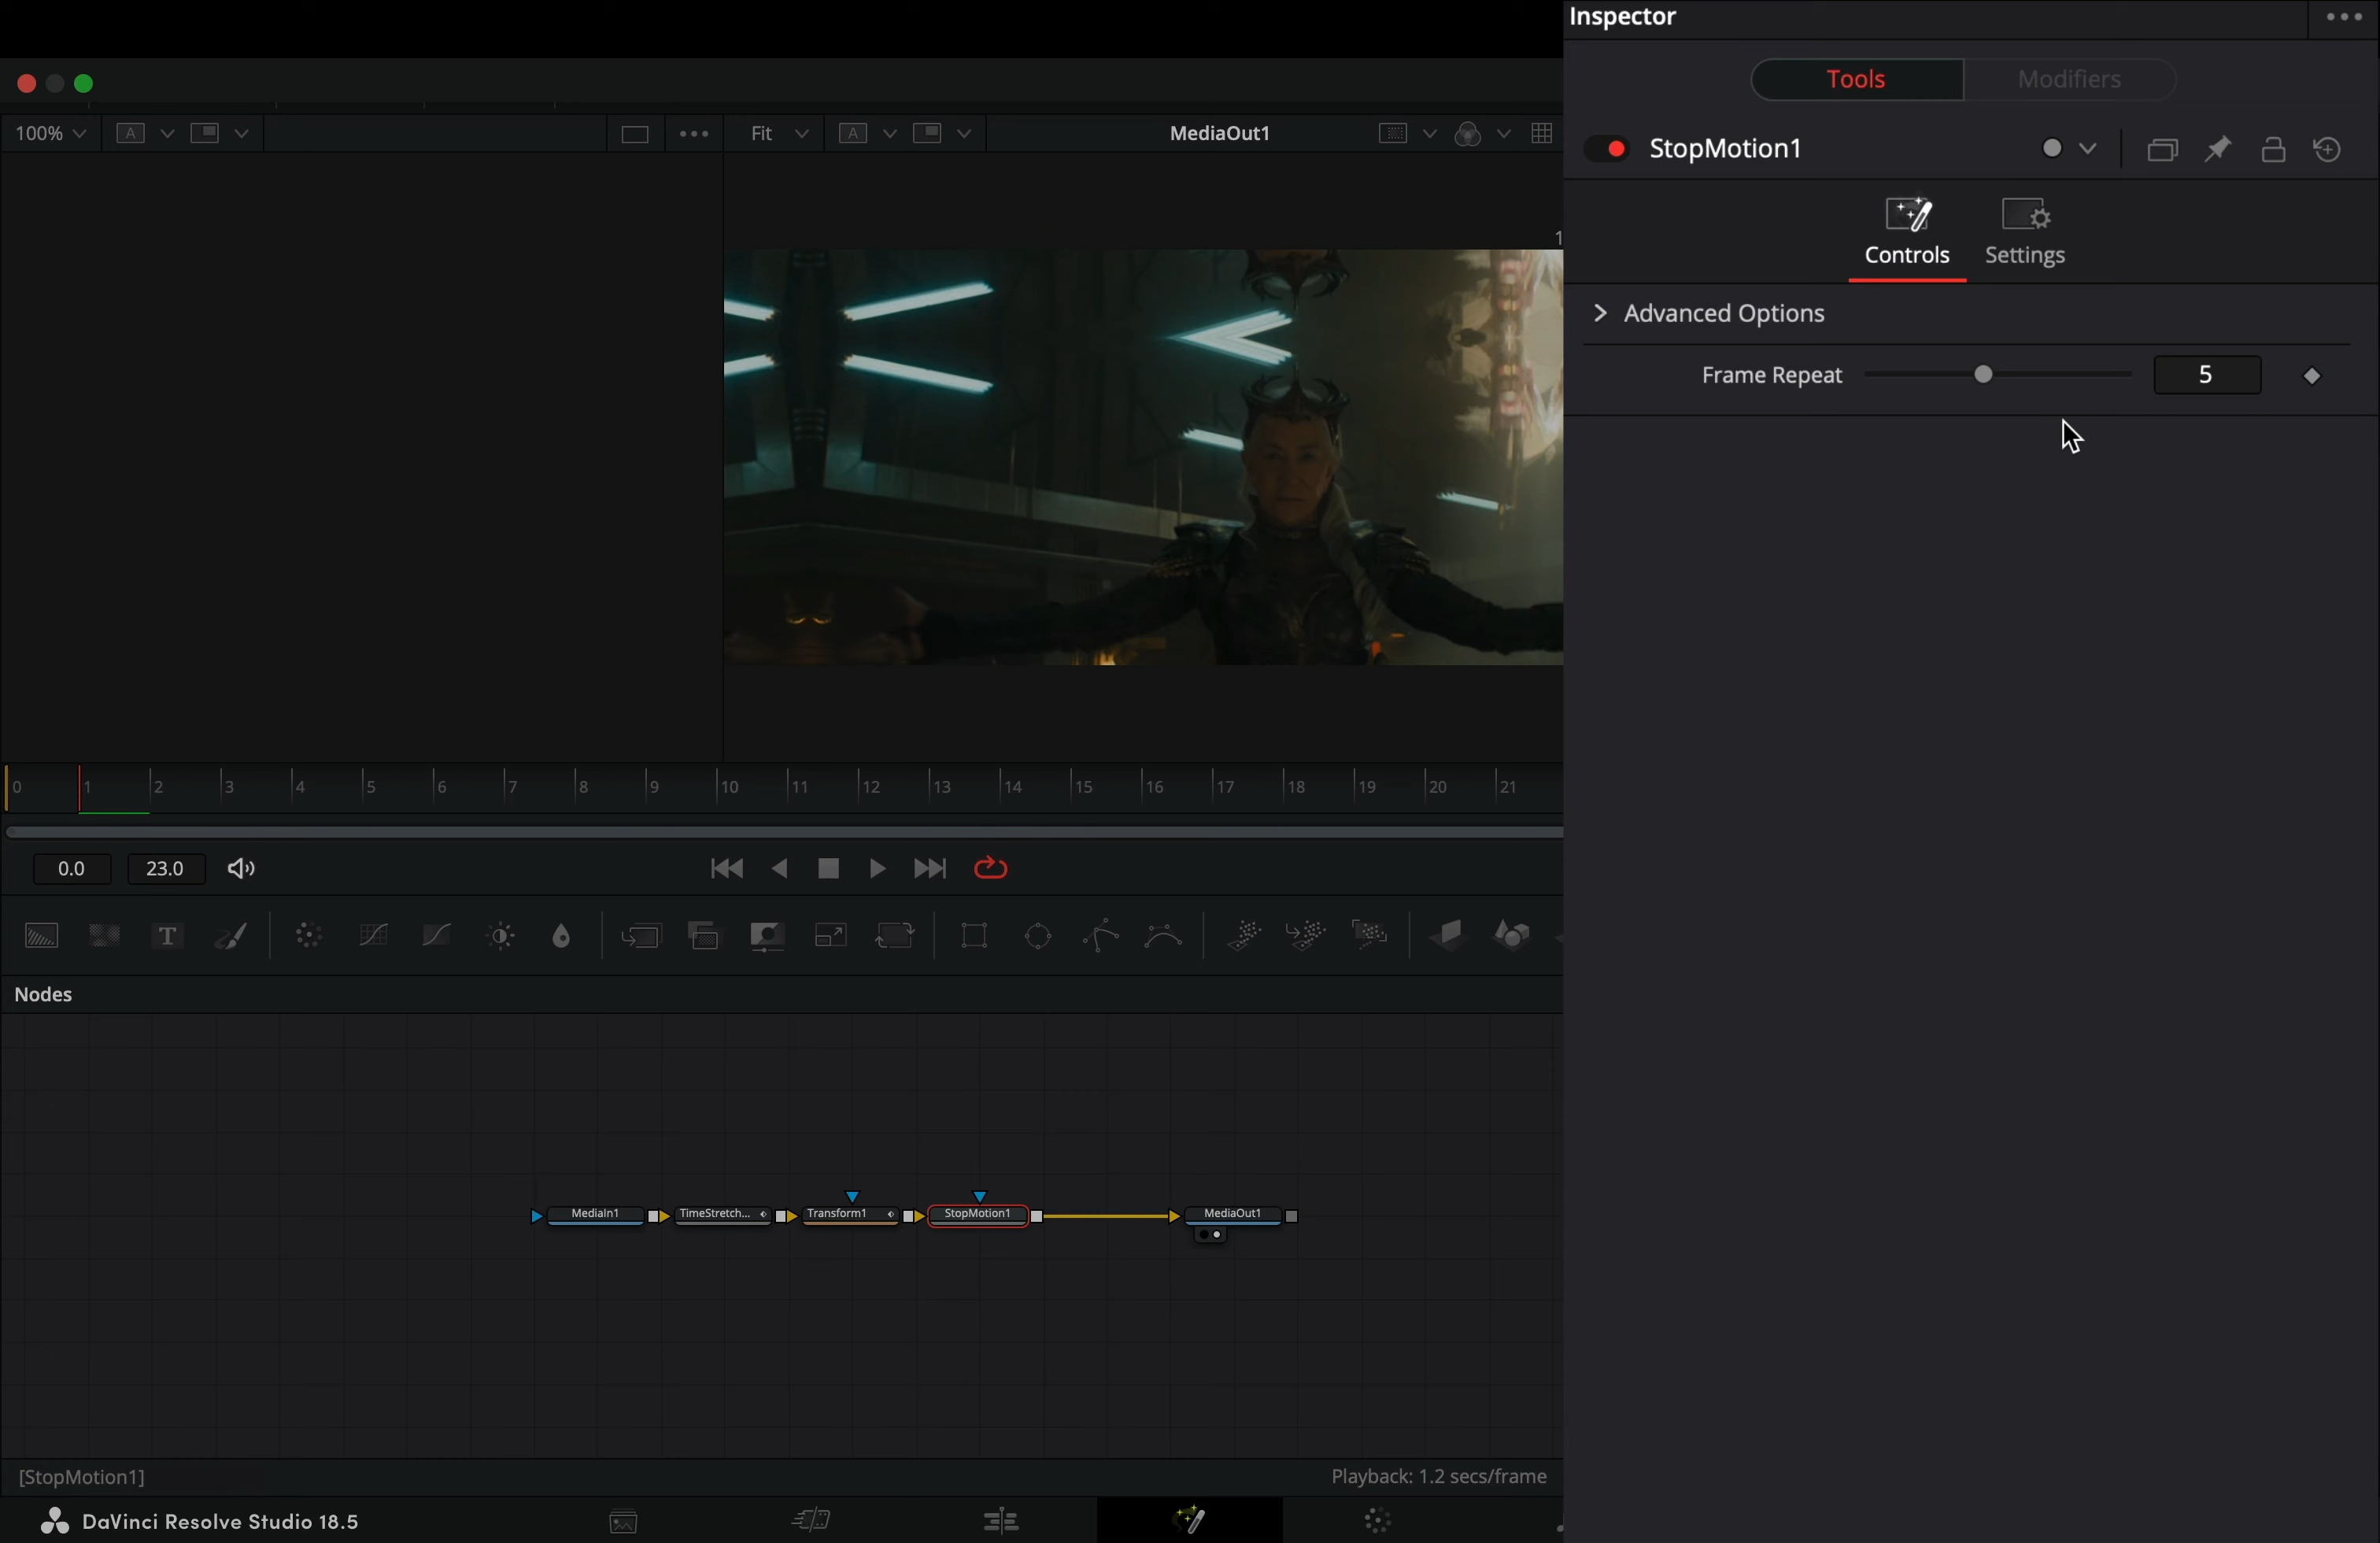 Inspector
Tools
Modifiers
100%
A
Fit
A
MediaOut1
StopMotion1
1
Controls
Settings
Advanced Options
Frame Repeat
5
0 1 2 3 4 5 6 7 8 9 10 11 12 13 14 15 16 17 18 19 20 21
0.0
23.0
T
Nodes
MediaIn1
TimeStretch...
Transform1
StopMotion1
MediaOut1
[StopMotion1]
Playback: 1.2 secs/frame
DaVinci Resolve Studio 18.5